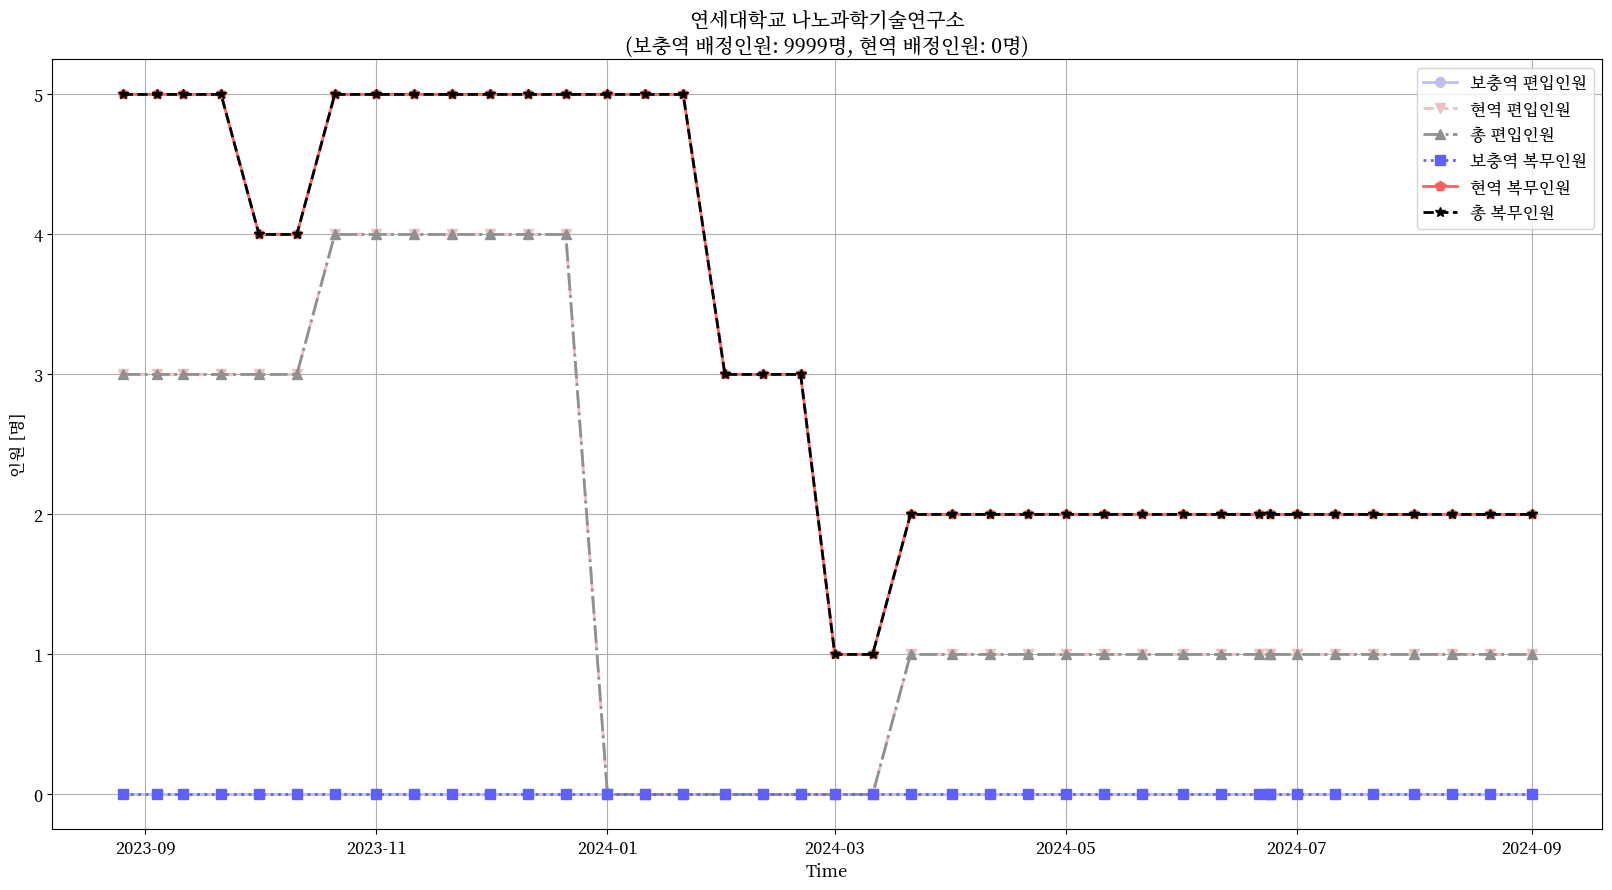 연세대학교 나노과학기술연구소
(보충역 배정인원: 9999명, 현역 배정인원: 0명)
보충역 편입인원
현역 편입인원
총 편입인원
보충역 복무인원
현역 복무인원
총 복무인원
인원 [명]
5
4
3
2
1
0
2023-09
2023-11
2024-01
2024-03
2024-05
2024-07
2024-09
Time